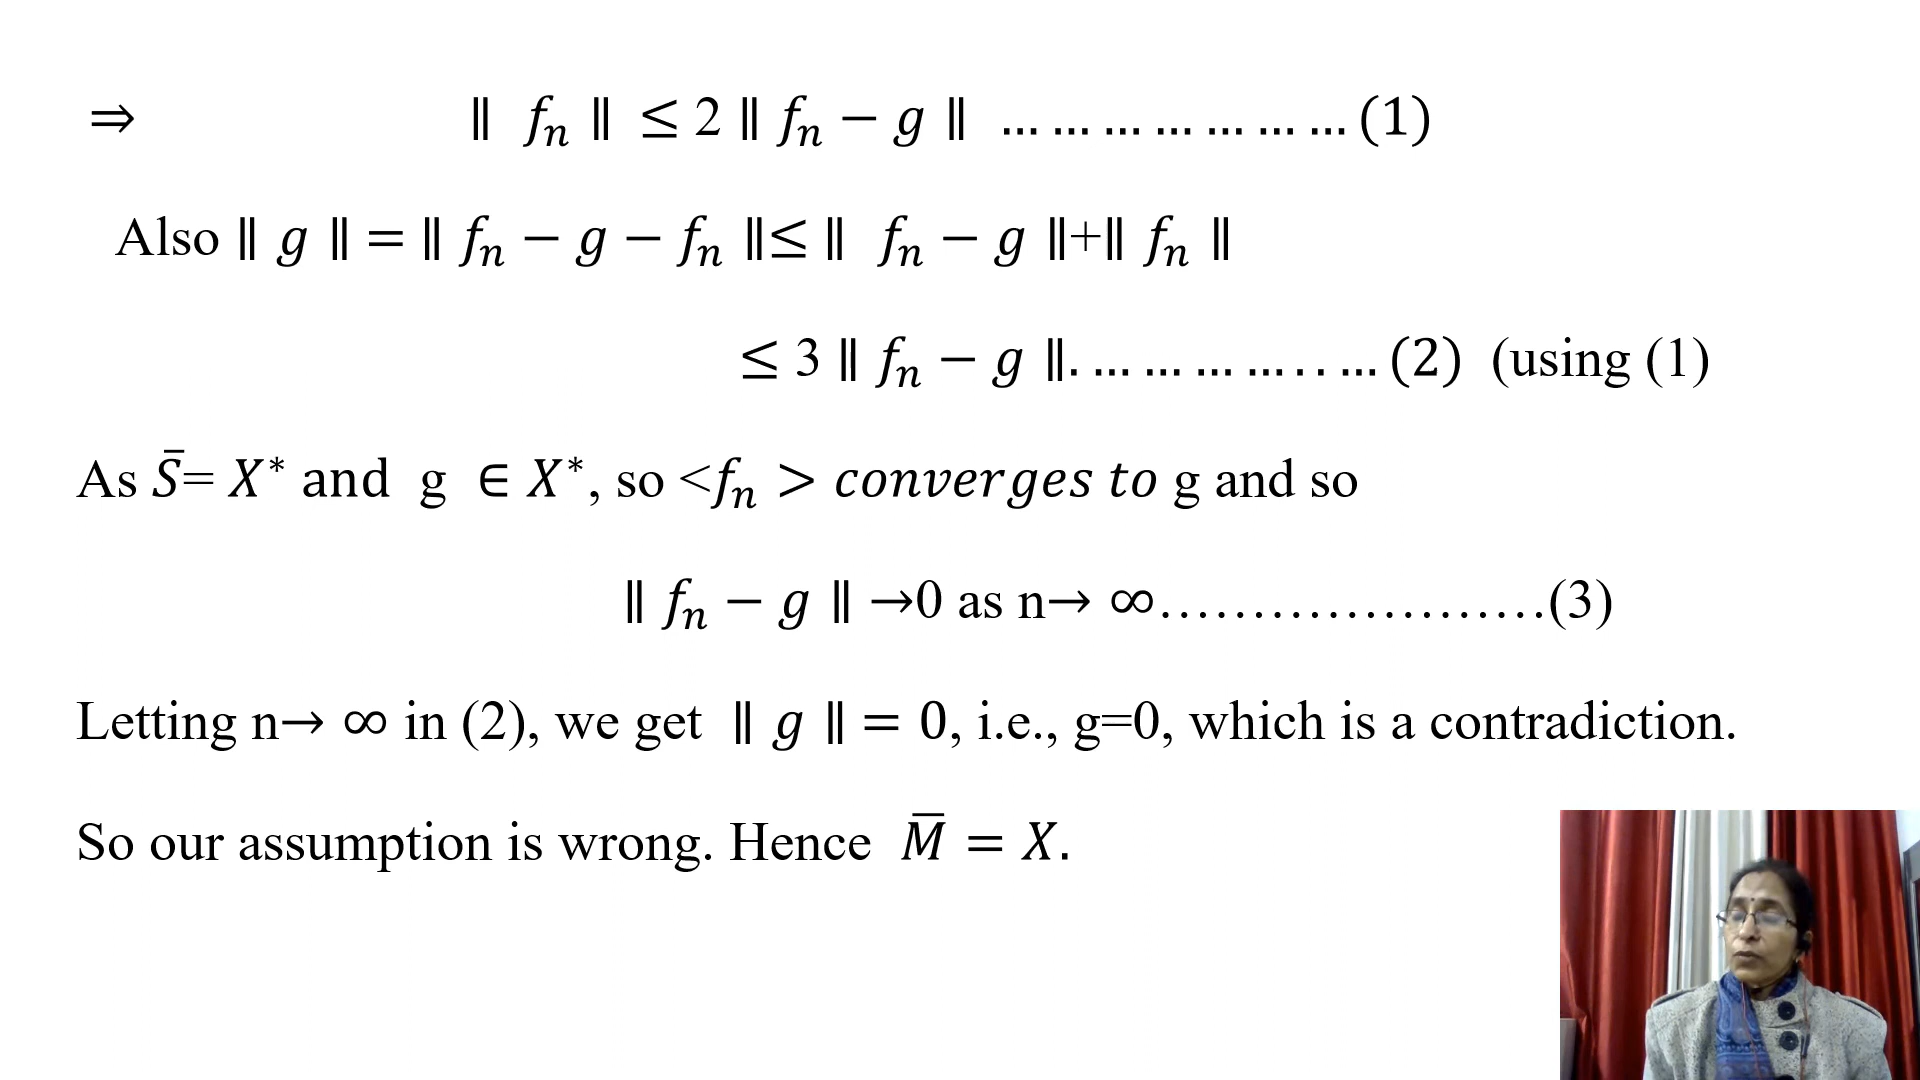 ⇒ ‖ 𝑓ₙ ‖ ≤ 2 ‖ 𝑓ₙ − 𝑔 ‖ … … … … … … … (1)
Also ‖ 𝑔 ‖ = ‖ 𝑓ₙ − 𝑔 − 𝑓ₙ ‖≤ ‖ 𝑓ₙ − 𝑔 ‖+‖ 𝑓ₙ ‖
≤ 3 ‖ 𝑓ₙ − 𝑔 ‖. … … … … . . … (2) (using (1)
As 𝑆̄= 𝑋* and g ∈ 𝑋*, so <𝑓ₙ > 𝑐𝑜𝑛𝑣𝑒𝑟𝑔𝑒𝑠 𝑡𝑜 g and so
‖ 𝑓ₙ − 𝑔 ‖ →0 as n→ ∞…………………(3)
Letting n→ ∞ in (2), we get ‖ 𝑔 ‖ = 0, i.e., g=0, which is a contradiction.
So our assumption is wrong. Hence 𝑀̄ = 𝑋.